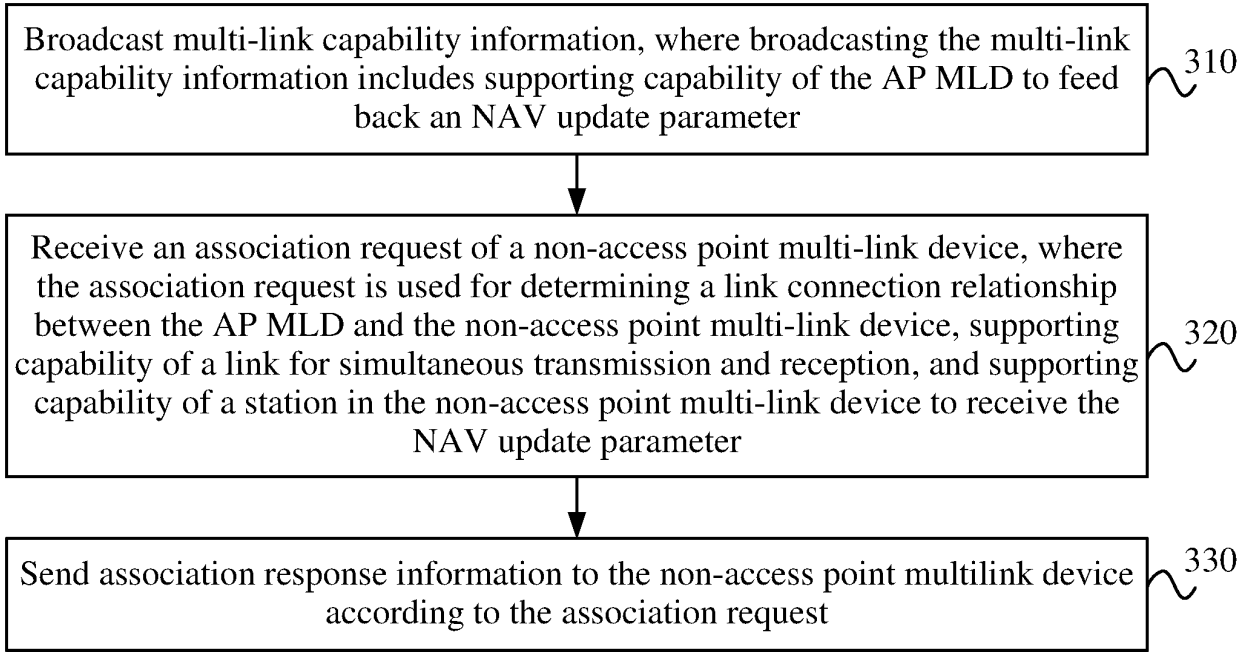 Broadcast multi-link capability information, where broadcasting the multi-link
capability information includes supporting capability of the AP MLD to feed
back an NAV update parameter
310
Receive an association request of a non-access point multi-link device, where
the association request is used for determining a link connection relationship
between the AP MLD and the non-access point multi-link device, supporting
capability of a link for simultaneous transmission and reception, and supporting
capability of a station in the non-access point multi-link device to receive the
NAV update parameter
320
Send association response information to the non-access point multilink device
according to the association request
330